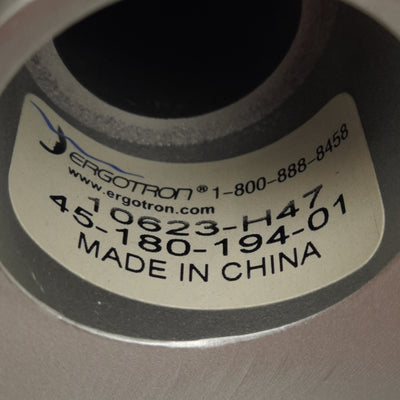 ERGOTRON® 1-800-888-8458
www.ergotron.com
10623-H47
45-180-194-01
MADE IN CHINA